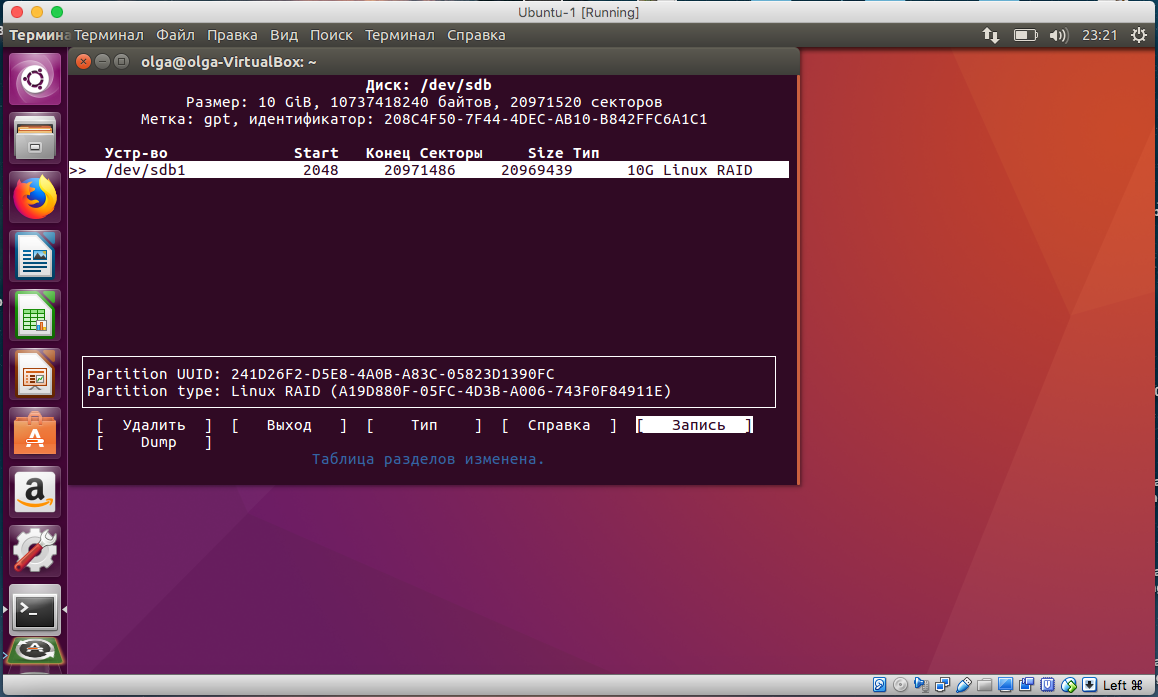 Ubuntu-1 [Running]
Термина Терминал Файл Правка Вид Поиск Терминал Справка 23:21
olga@olga-VirtualBox: ~
Диск: /dev/sdb
Размер: 10 GiB, 10737418240 байтов, 20971520 секторов
Метка: gpt, идентификатор: 208C4F50-7F44-4DEC-AB10-B842FFC6A1C1
Устр-во Start Конец Секторы Size Тип
>> /dev/sdb1 2048 20971486 20969439 10G Linux RAID
Partition UUID: 241D26F2-D5E8-4A0B-A83C-05823D1390FC
Partition type: Linux RAID (A19D880F-05FC-4D3B-A006-743F0F84911E)
[ Удалить ] [ Выход ] [ Тип ] [ Справка ] [ Запись ]
[ Dump ]
Таблица разделов изменена.
Left ⌘